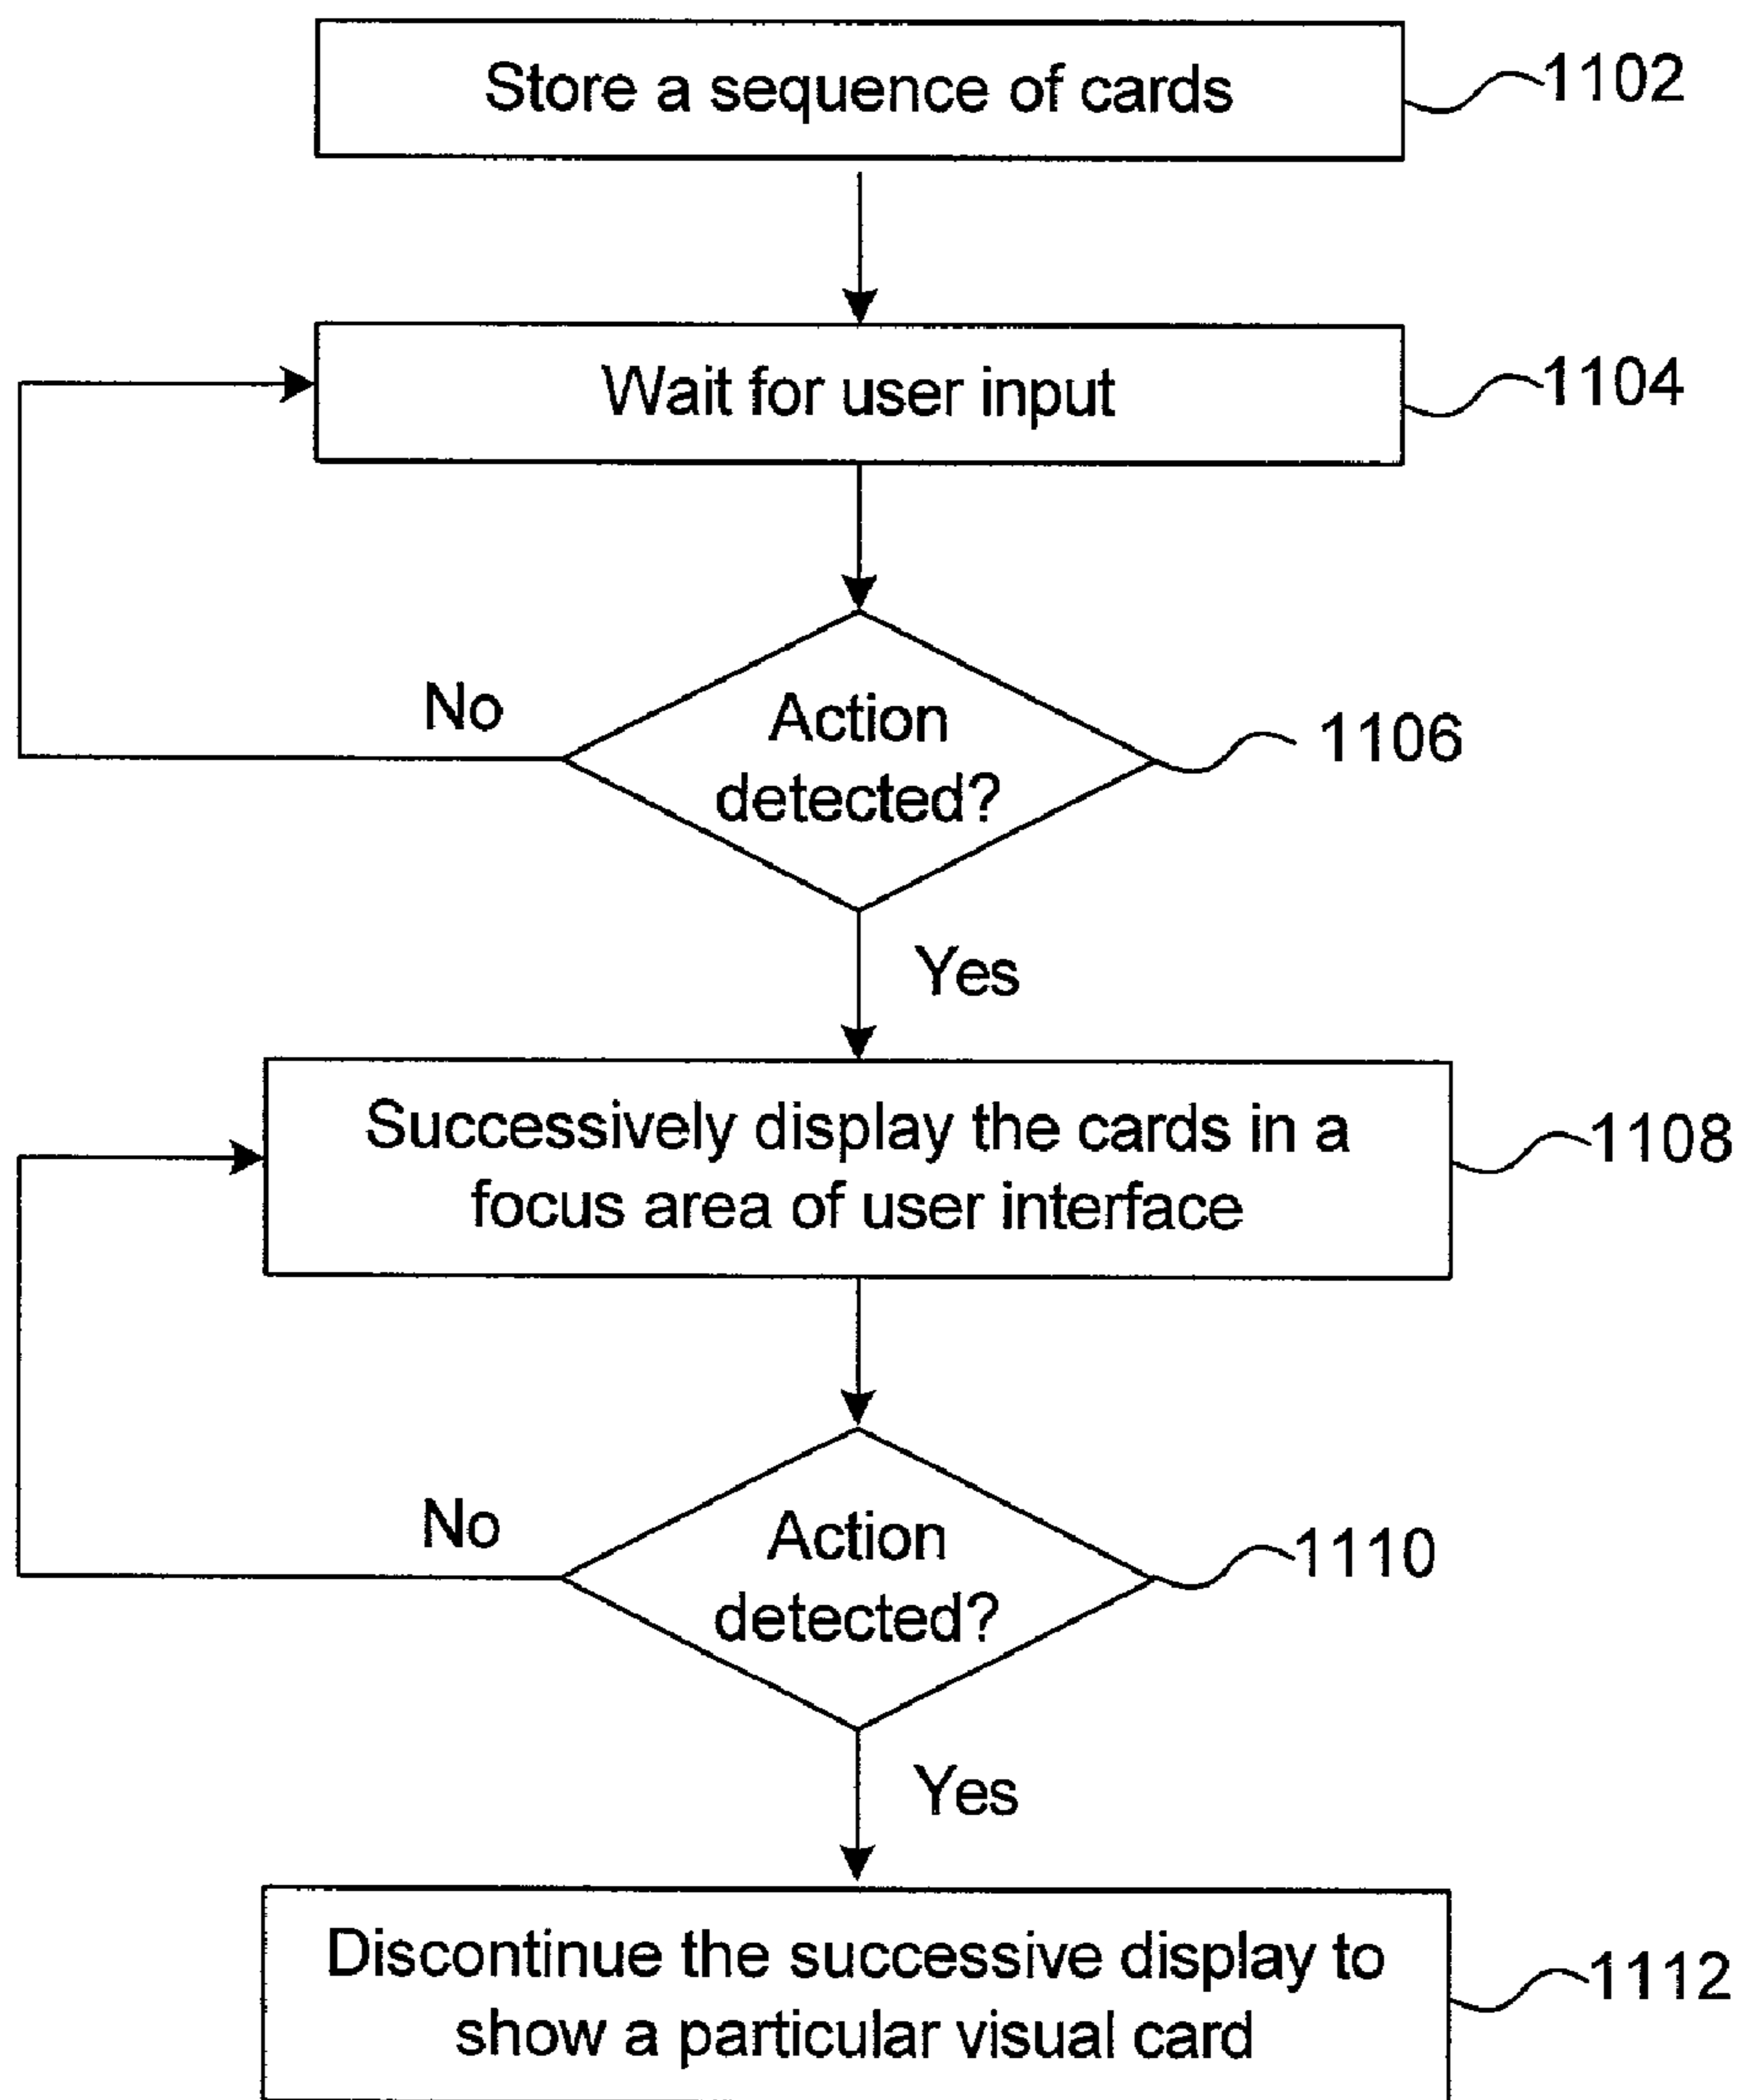 Store a sequence of cards
1102
Wait for user input
1104
No
Action
detected?
1106
Yes
Successively display the cards in a
focus area of user interface
1108
No
Action
detected?
1110
Yes
Discontinue the successive display to
show a particular visual card
1112